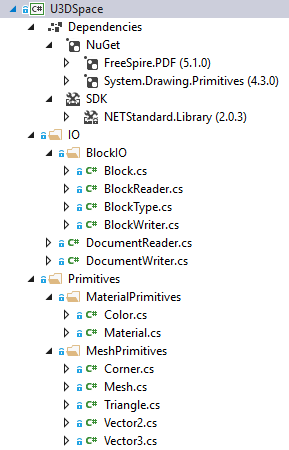 C# U3DSpace
Dependencies
NuGet
FreeSpire.PDF (5.1.0)
System.Drawing.Primitives (4.3.0)
SDK
NETStandard.Library (2.0.3)
IO
BlockIO
C# Block.cs
C# BlockReader.cs
C# BlockType.cs
C# BlockWriter.cs
C# DocumentReader.cs
C# DocumentWriter.cs
Primitives
MaterialPrimitives
C# Color.cs
C# Material.cs
MeshPrimitives
C# Corner.cs
C# Mesh.cs
C# Triangle.cs
C# Vector2.cs
C# Vector3.cs